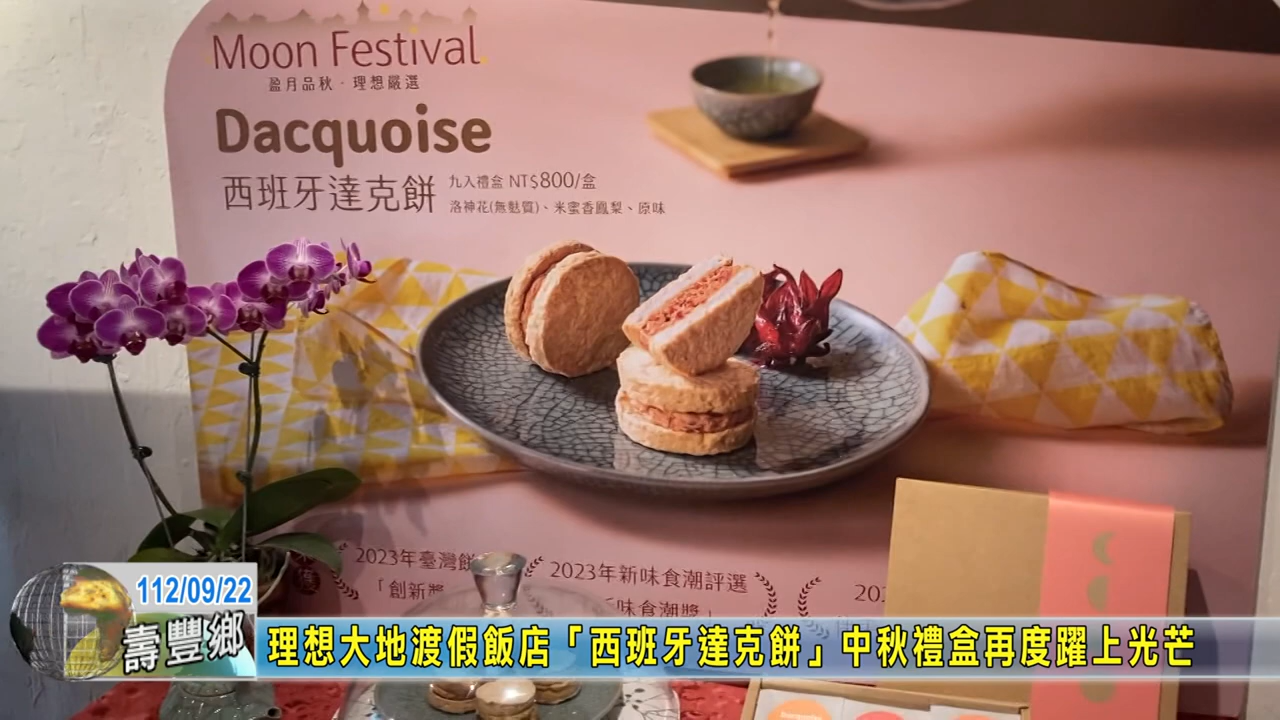 Moon Festival
盈月品秋·理想嚴選
Dacquoise
西班牙達克餅
九入禮盒 NT$800/盒
洛神花(無麩質)、米蜜香鳳梨、原味
2023年臺灣餅
「創新獎
2023年新味食潮評選
味食潮獎」
202
112/09/22
壽豐鄉
理想大地渡假飯店「西班牙達克餅」中秋禮盒再度躍上光芒